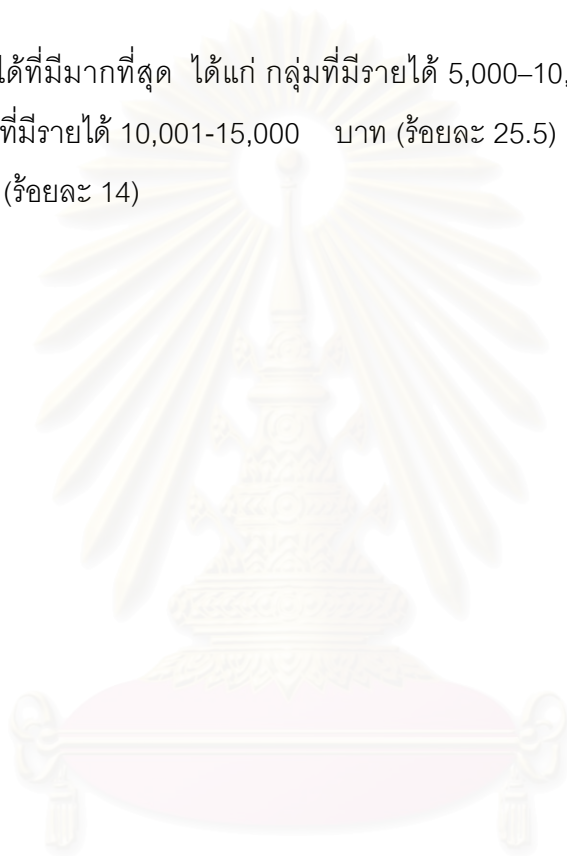 ได้ที่มีมากที่สุด ได้แก่ กลุ่มที่มีรายได้ 5,000–10,
ที่มีรายได้ 10,001-15,000 บาท (ร้อยละ 25.5)
(ร้อยละ 14)